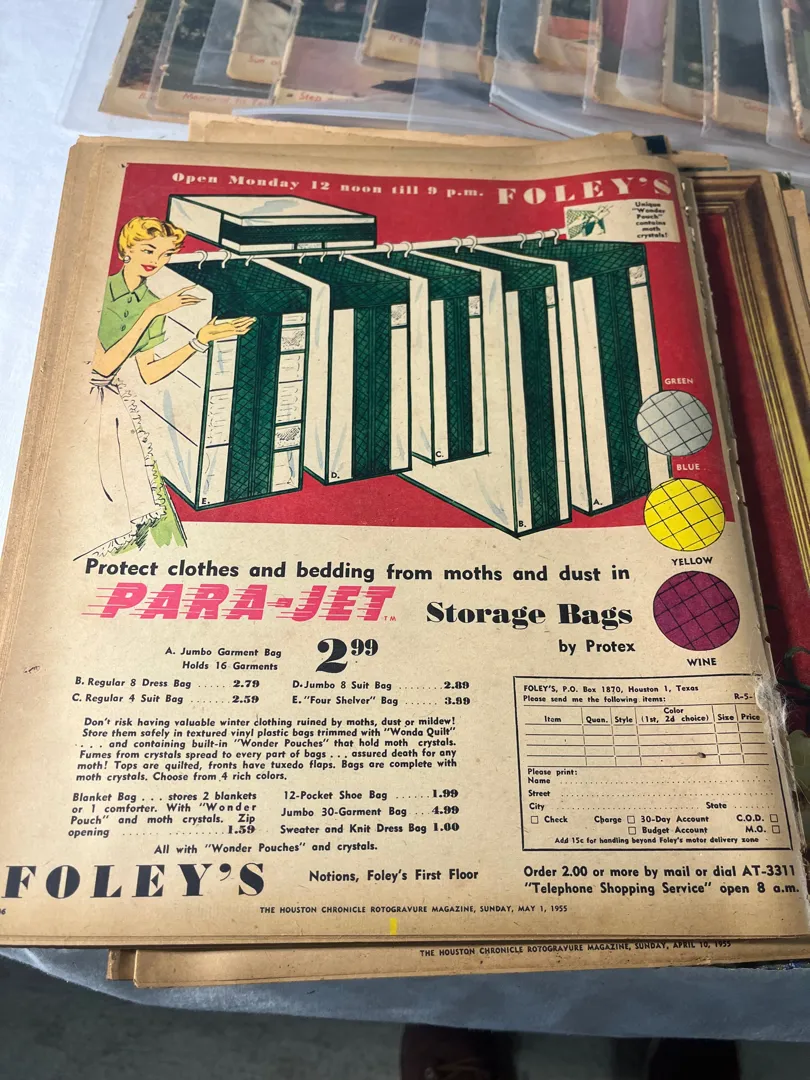 Open Monday 12 noon till 9 p.m. FOLEY'S
Unique
"Wonder
Pouch"
contains
moth
crystals!
E.
D.
C.
B.
A.
GREEN
BLUE
YELLOW
WINE
Protect clothes and bedding from moths and dust in
PARA-JET TM Storage Bags
by Protex
A. Jumbo Garment Bag
Holds 16 Garments
2.99
B. Regular 8 Dress Bag ..... 2.79
C. Regular 4 Suit Bag ...... 2.59
D. Jumbo 8 Suit Bag ........ 2.89
E. "Four Shelver" Bag ...... 3.99
Don't risk having valuable winter clothing ruined by moths, dust or mildew!
Store them safely in textured vinyl plastic bags trimmed with "Wonda Quilt"
. . . . and containing built-in "Wonder Pouches" that hold moth crystals.
Fumes from crystals spread to every part of bags . . . assured death for any
moth! Tops are quilted, fronts have tuxedo flaps. Bags are complete with
moth crystals. Choose from 4 rich colors.
Blanket Bag . . . stores 2 blankets
or 1 comforter. With "Wonder
Pouch" and moth crystals. Zip
opening ................ 1.59
12-Pocket Shoe Bag ...... 1.99
Jumbo 30-Garment Bag ... 4.99
Sweater and Knit Dress Bag 1.00
All with "Wonder Pouches" and crystals.
FOLEY'S, P.O. Box 1870, Houston 1, Texas
Please send me the following items: R-5-
Item Quan. Style Color (1st, 2d choice) Size Price
Please print:
Name
Street
City State
Check Charge 30-Day Account C.O.D.
Budget Account M.O.
Add 15c for handling beyond Foley's motor delivery zone
FOLEY'S
Notions, Foley's First Floor
Order 2.00 or more by mail or dial AT-3311
"Telephone Shopping Service" open 8 a.m.
THE HOUSTON CHRONICLE ROTOGRAVURE MAGAZINE, SUNDAY, MAY 1, 1955
THE HOUSTON CHRONICLE ROTOGRAVURE MAGAZINE, SUNDAY, APRIL 10, 1955